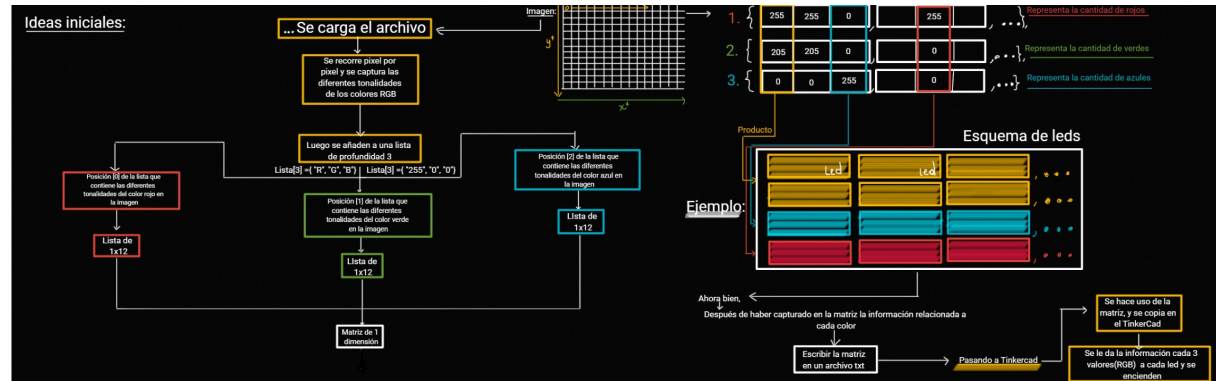 Ideas iniciales:
... Se carga el archivo
Se recorre pixel por
pixel y se captura las
diferentes tonalidades
de los colores RGB
Luego se añaden a una lista
de profundidad 3
Lista[3] ={ "R", "G", "B"}
Lista[3] ={ "255", "0", "0"}
Posición [0] de la lista que
contiene las diferentes
tonalidades del color rojo en
la imagen
Lista de
1x12
Posición [1] de la lista que
contiene las diferentes
tonalidades del color verde
en la imagen
LIsta de
1x12
Posición [2] de la lista que
contiene las diferentes
tonalidades del color azul en
la imagen
LIsta de
1x12
Matriz de 1
dimensión
Imagen:
0
y+
x+
1. { 255 255 0 , 255 , ...} ,
Representa la cantidad de rojos
2. { 205 205 0 , 0 , ...} ,
Representa la cantidad de verdes
3. { 0 0 255 , 0 , ...}
Representa la cantidad de azules
Producto
Esquema de leds
Led
led
, . . .
, . . .
, . . .
, . . .
Ejemplo:
Ahora bien,
Después de haber capturado en la matriz la información relacionada a
cada color
Escribir la matriz
en un archivo txt
Pasando a Tinkercad
Se hace uso de la
matriz, y se copia en
el TinkerCad
Se le da la información cada 3
valores(RGB) a cada led y se
encienden